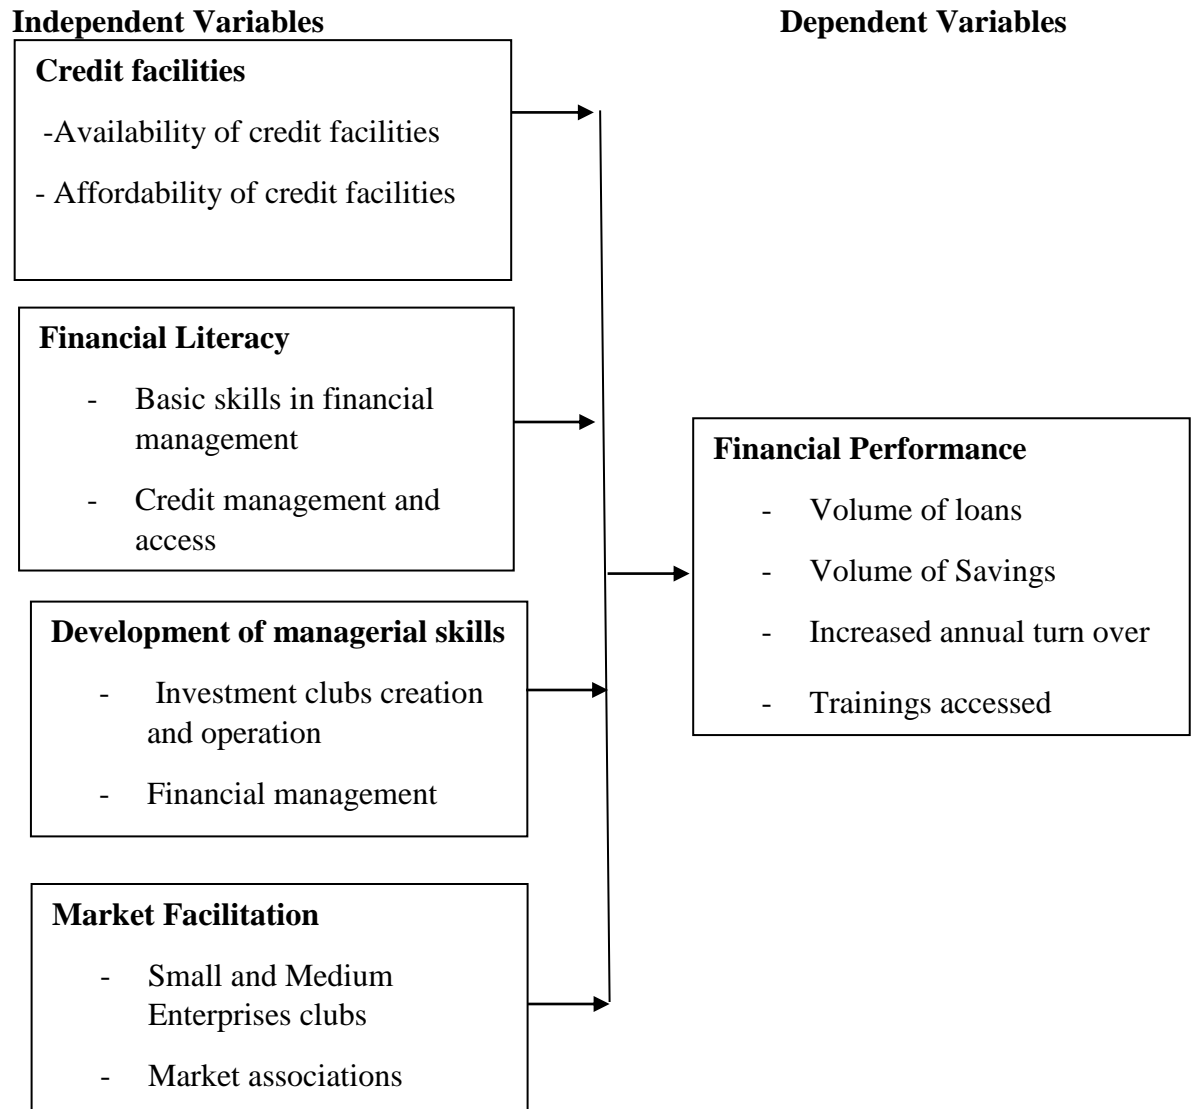 Independent Variables
Dependent Variables
Credit facilities
-Availability of credit facilities
- Affordability of credit facilities
Financial Literacy
- Basic skills in financial
management
- Credit management and
access
Development of managerial skills
- Investment clubs creation
and operation
- Financial management
Market Facilitation
- Small and Medium
Enterprises clubs
- Market associations
Financial Performance
- Volume of loans
- Volume of Savings
- Increased annual turn over
- Trainings accessed